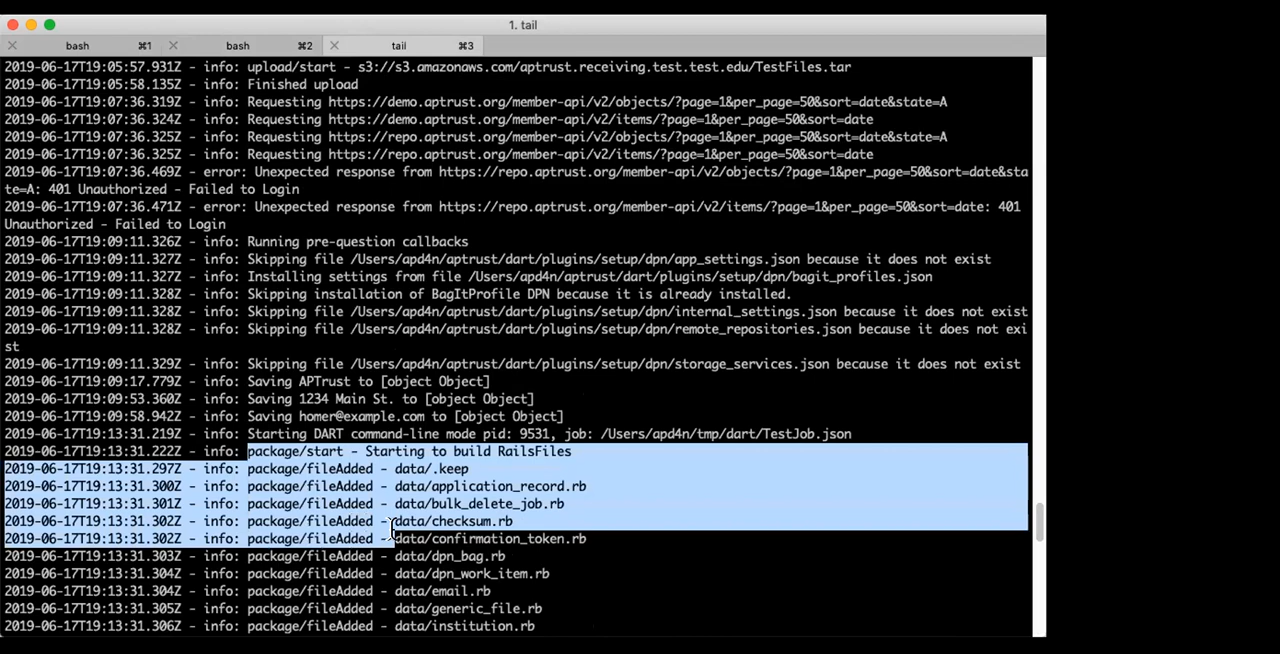 1. tail
bash ⌘1 bash ⌘2 tail ⌘3
2019-06-17T19:05:57.931Z - info: upload/start - s3://s3.amazonaws.com/aptrust.receiving.test.test.edu/TestFiles.tar
2019-06-17T19:05:58.135Z - info: Finished upload
2019-06-17T19:07:36.319Z - info: Requesting https://demo.aptrust.org/member-api/v2/objects/?page=1&per_page=50&sort=date&state=A
2019-06-17T19:07:36.324Z - info: Requesting https://demo.aptrust.org/member-api/v2/items/?page=1&per_page=50&sort=date
2019-06-17T19:07:36.325Z - info: Requesting https://repo.aptrust.org/member-api/v2/objects/?page=1&per_page=50&sort=date&state=A
2019-06-17T19:07:36.325Z - info: Requesting https://repo.aptrust.org/member-api/v2/items/?page=1&per_page=50&sort=date
2019-06-17T19:07:36.469Z - error: Unexpected response from https://repo.aptrust.org/member-api/v2/objects/?page=1&per_page=50&sort=date&sta
te=A: 401 Unauthorized - Failed to Login
2019-06-17T19:07:36.471Z - error: Unexpected response from https://repo.aptrust.org/member-api/v2/items/?page=1&per_page=50&sort=date: 401
Unauthorized - Failed to Login
2019-06-17T19:09:11.326Z - info: Running pre-question callbacks
2019-06-17T19:09:11.327Z - info: Skipping file /Users/apd4n/aptrust/dart/plugins/setup/dpn/app_settings.json because it does not exist
2019-06-17T19:09:11.327Z - info: Installing settings from file /Users/apd4n/aptrust/dart/plugins/setup/dpn/bagit_profiles.json
2019-06-17T19:09:11.328Z - info: Skipping installation of BagItProfile DPN because it is already installed.
2019-06-17T19:09:11.328Z - info: Skipping file /Users/apd4n/aptrust/dart/plugins/setup/dpn/internal_settings.json because it does not exist
2019-06-17T19:09:11.328Z - info: Skipping file /Users/apd4n/aptrust/dart/plugins/setup/dpn/remote_repositories.json because it does not exi
st
2019-06-17T19:09:11.329Z - info: Skipping file /Users/apd4n/aptrust/dart/plugins/setup/dpn/storage_services.json because it does not exist
2019-06-17T19:09:17.779Z - info: Saving APTrust to [object Object]
2019-06-17T19:09:53.360Z - info: Saving 1234 Main St. to [object Object]
2019-06-17T19:09:58.942Z - info: Saving homer@example.com to [object Object]
2019-06-17T19:13:31.219Z - info: Starting DART command-line mode pid: 9531, job: /Users/apd4n/tmp/dart/TestJob.json
2019-06-17T19:13:31.222Z - info: package/start - Starting to build RailsFiles
2019-06-17T19:13:31.297Z - info: package/fileAdded - data/.keep
2019-06-17T19:13:31.300Z - info: package/fileAdded - data/application_record.rb
2019-06-17T19:13:31.301Z - info: package/fileAdded - data/bulk_delete_job.rb
2019-06-17T19:13:31.302Z - info: package/fileAdded - data/checksum.rb
2019-06-17T19:13:31.302Z - info: package/fileAdded - data/confirmation_token.rb
2019-06-17T19:13:31.303Z - info: package/fileAdded - data/dpn_bag.rb
2019-06-17T19:13:31.304Z - info: package/fileAdded - data/dpn_work_item.rb
2019-06-17T19:13:31.304Z - info: package/fileAdded - data/email.rb
2019-06-17T19:13:31.305Z - info: package/fileAdded - data/generic_file.rb
2019-06-17T19:13:31.306Z - info: package/fileAdded - data/institution.rb